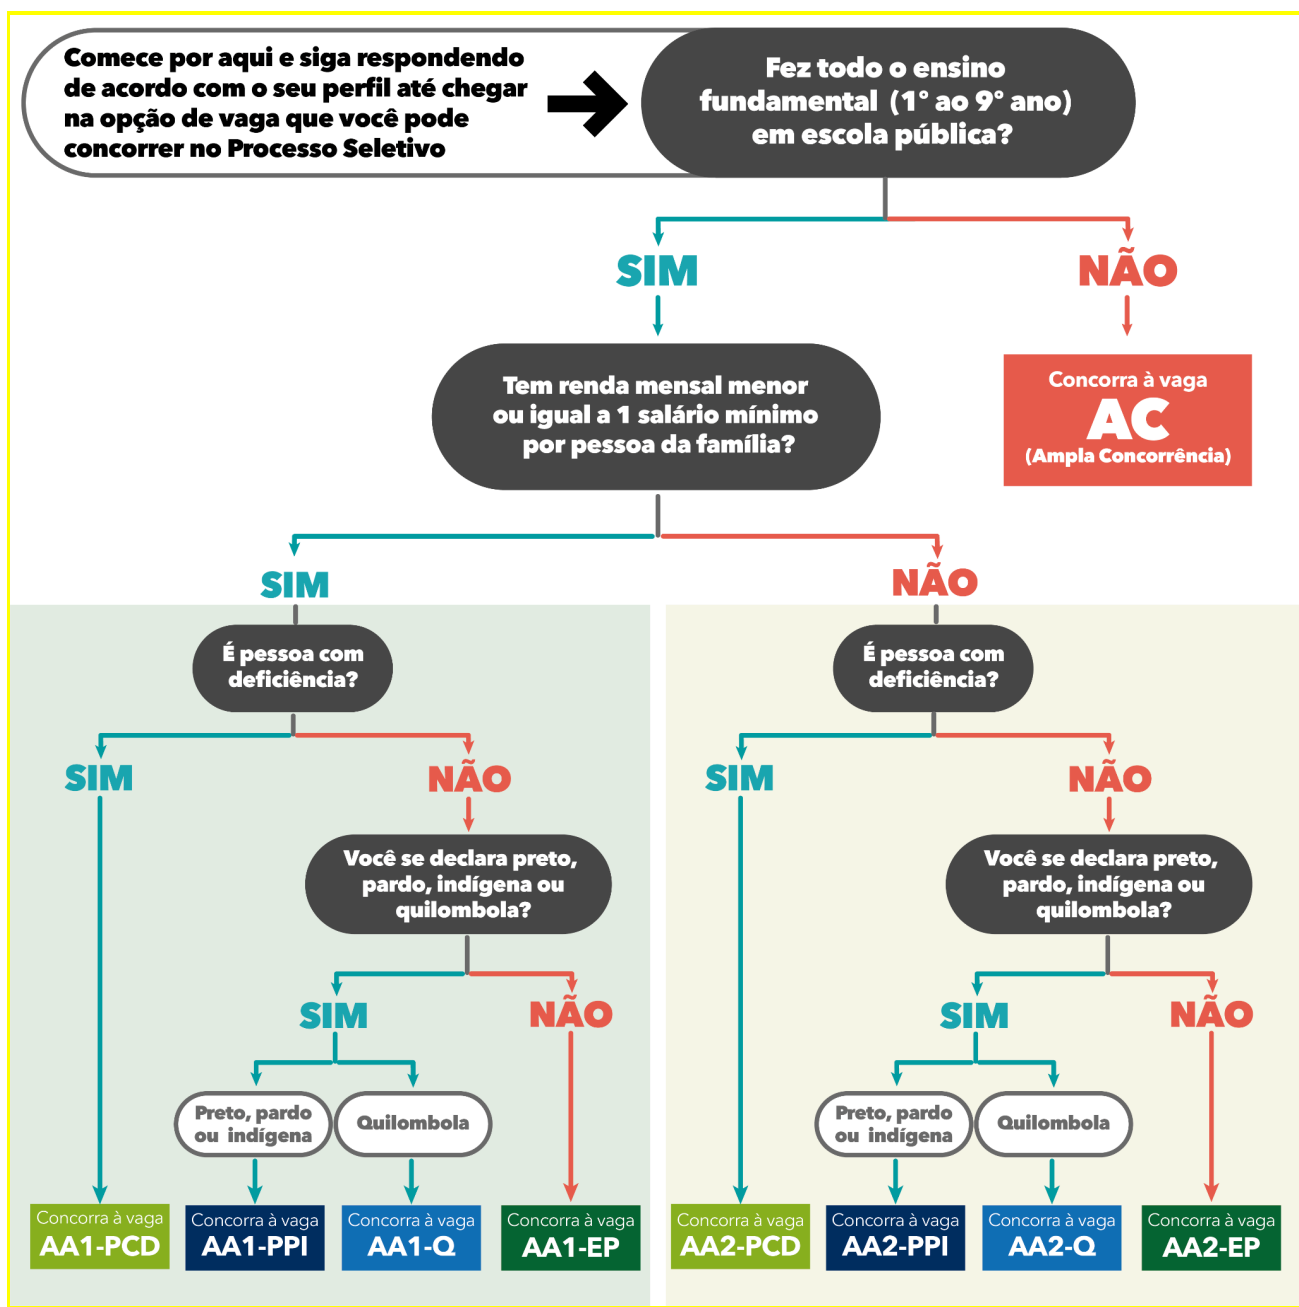 Comece por aqui e siga respondendo
de acordo com o seu perfil até chegar
na opção de vaga que você pode
concorrer no Processo Seletivo
Fez todo o ensino
fundamental (1º ao 9º ano)
em escola pública?
SIM
NÃO
Tem renda mensal menor
ou igual a 1 salário mínimo
por pessoa da família?
Concorra à vaga
AC
(Ampla Concorrência)
SIM
NÃO
É pessoa com
deficiência?
SIM
NÃO
Você se declara preto,
pardo, indígena ou
quilombola?
SIM
NÃO
Preto, pardo
ou indígena
Quilombola
Concorra à vaga
AA1-PCD
Concorra à vaga
AA1-PPI
Concorra à vaga
AA1-Q
Concorra à vaga
AA1-EP
É pessoa com
deficiência?
SIM
NÃO
Você se declara preto,
pardo, indígena ou
quilombola?
SIM
NÃO
Preto, pardo
ou indígena
Quilombola
Concorra à vaga
AA2-PCD
Concorra à vaga
AA2-PPI
Concorra à vaga
AA2-Q
Concorra à vaga
AA2-EP